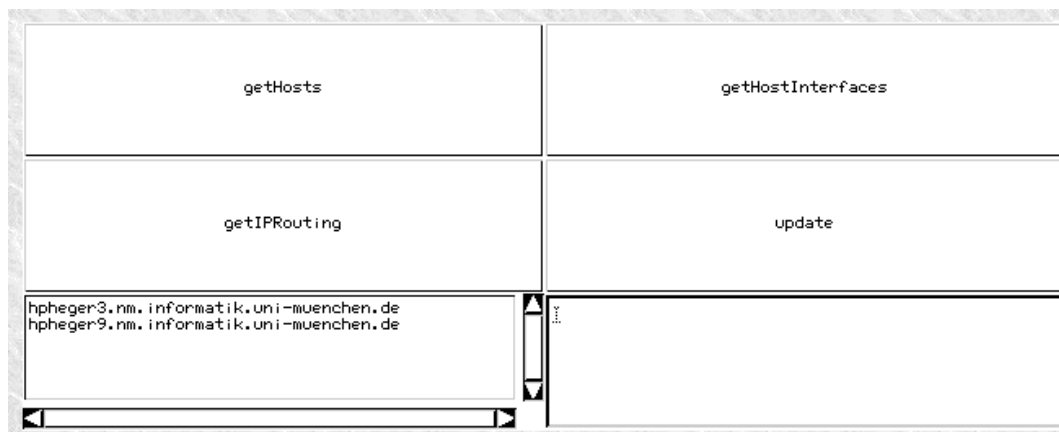 getHosts
getHostInterfaces
getIPRouting
update
hpheger3.nm.informatik.uni-muenchen.de
hpheger9.nm.informatik.uni-muenchen.de